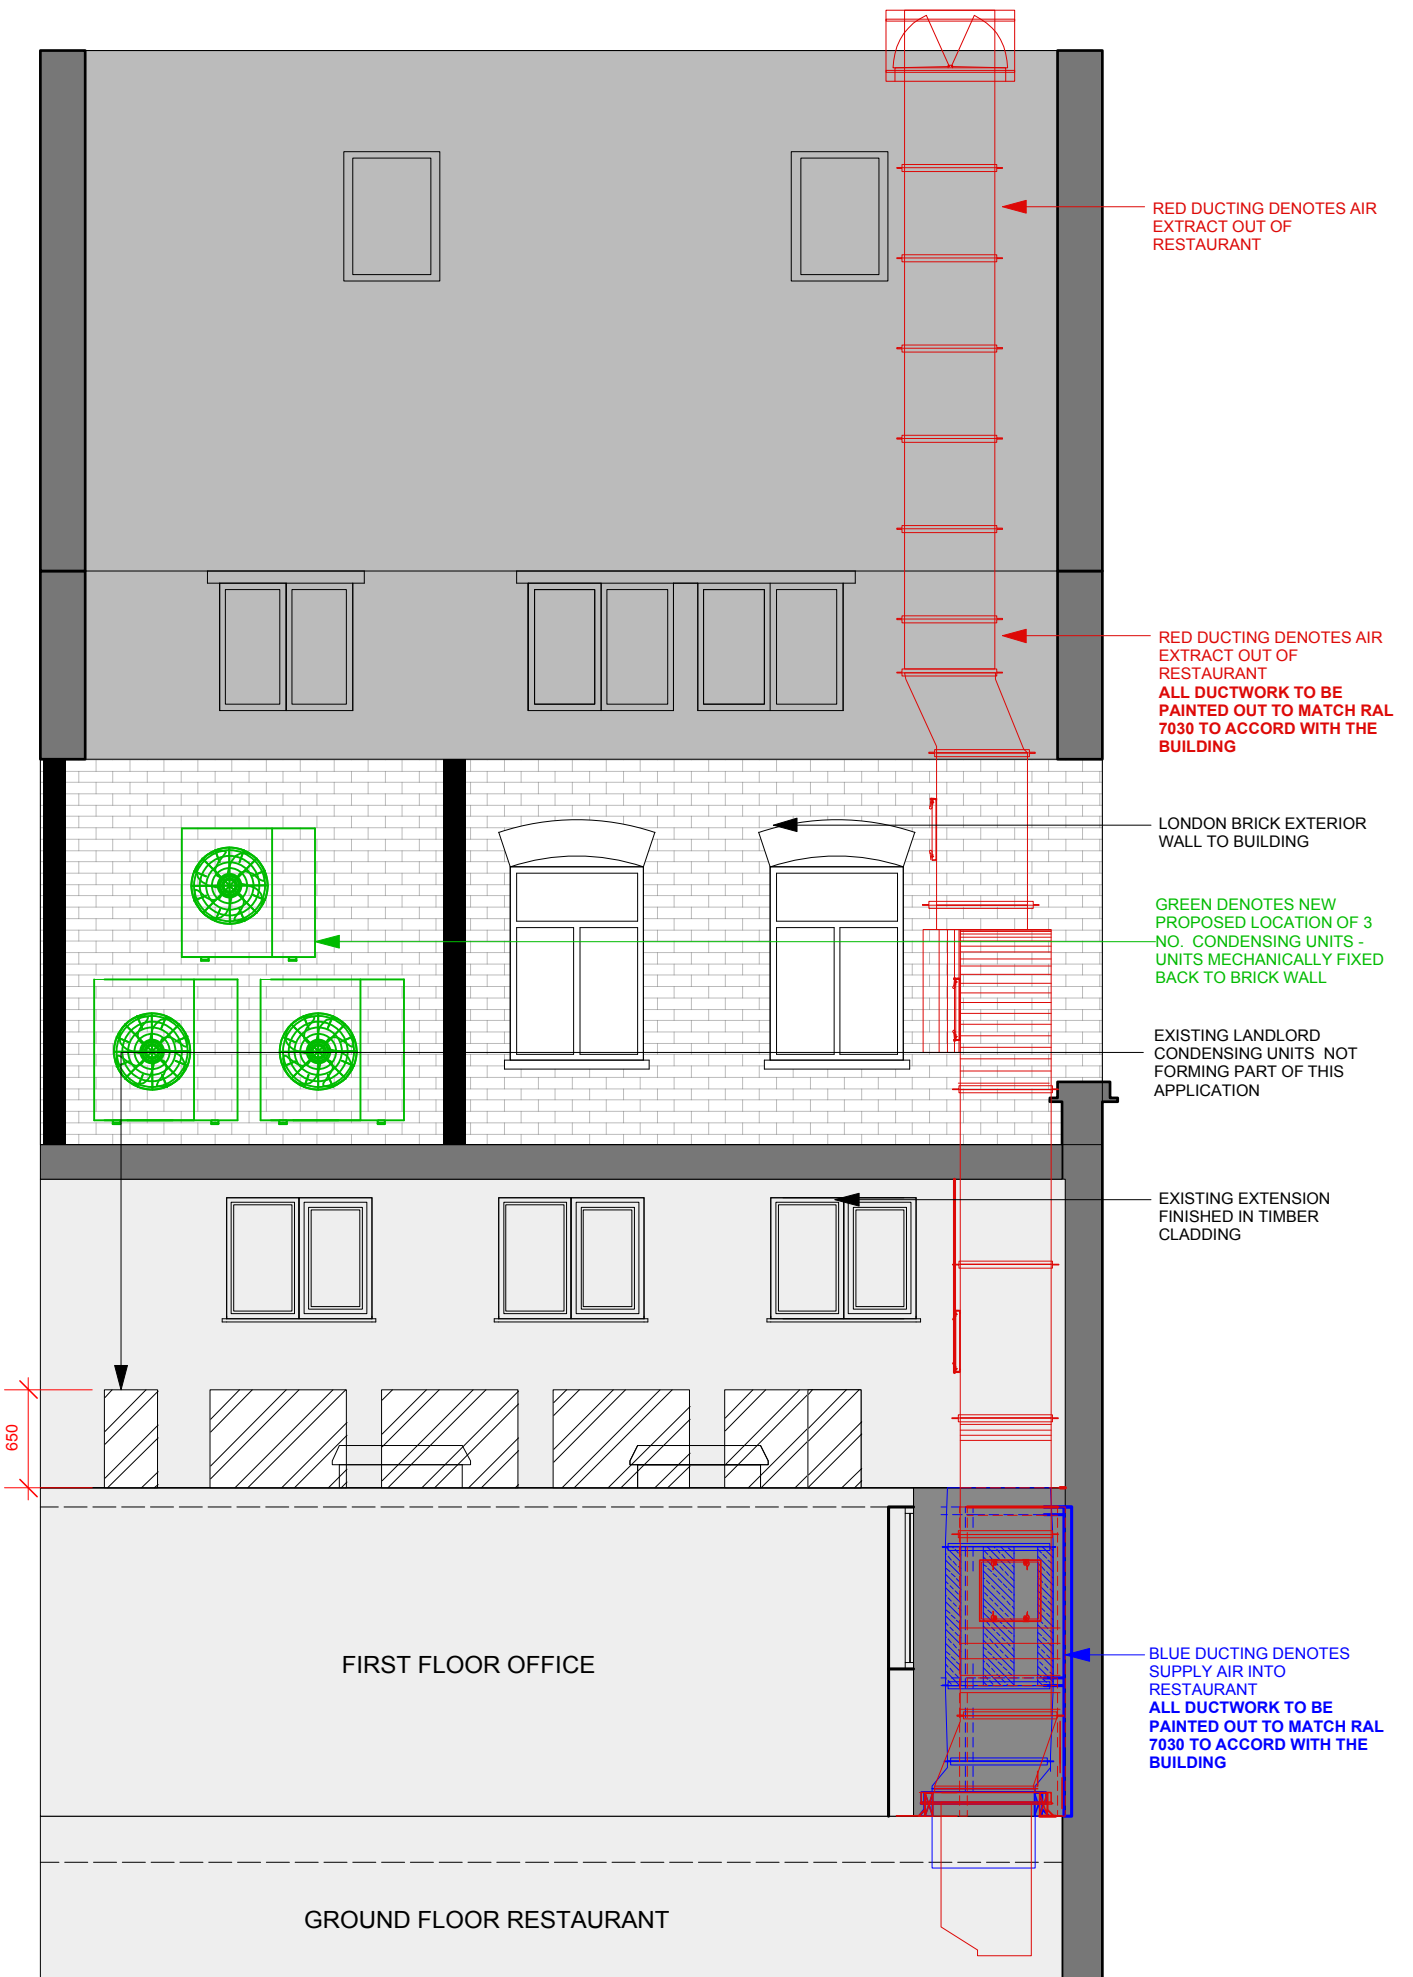 RED DUCTING DENOTES AIR
EXTRACT OUT OF
RESTAURANT
RED DUCTING DENOTES AIR
EXTRACT OUT OF
RESTAURANT
ALL DUCTWORK TO BE
PAINTED OUT TO MATCH RAL
7030 TO ACCORD WITH THE
BUILDING
LONDON BRICK EXTERIOR
WALL TO BUILDING
GREEN DENOTES NEW
PROPOSED LOCATION OF 3
NO. CONDENSING UNITS -
UNITS MECHANICALLY FIXED
BACK TO BRICK WALL
EXISTING LANDLORD
CONDENSING UNITS NOT
FORMING PART OF THIS
APPLICATION
EXISTING EXTENSION
FINISHED IN TIMBER
CLADDING
650
FIRST FLOOR OFFICE
BLUE DUCTING DENOTES
SUPPLY AIR INTO
RESTAURANT
ALL DUCTWORK TO BE
PAINTED OUT TO MATCH RAL
7030 TO ACCORD WITH THE
BUILDING
GROUND FLOOR RESTAURANT